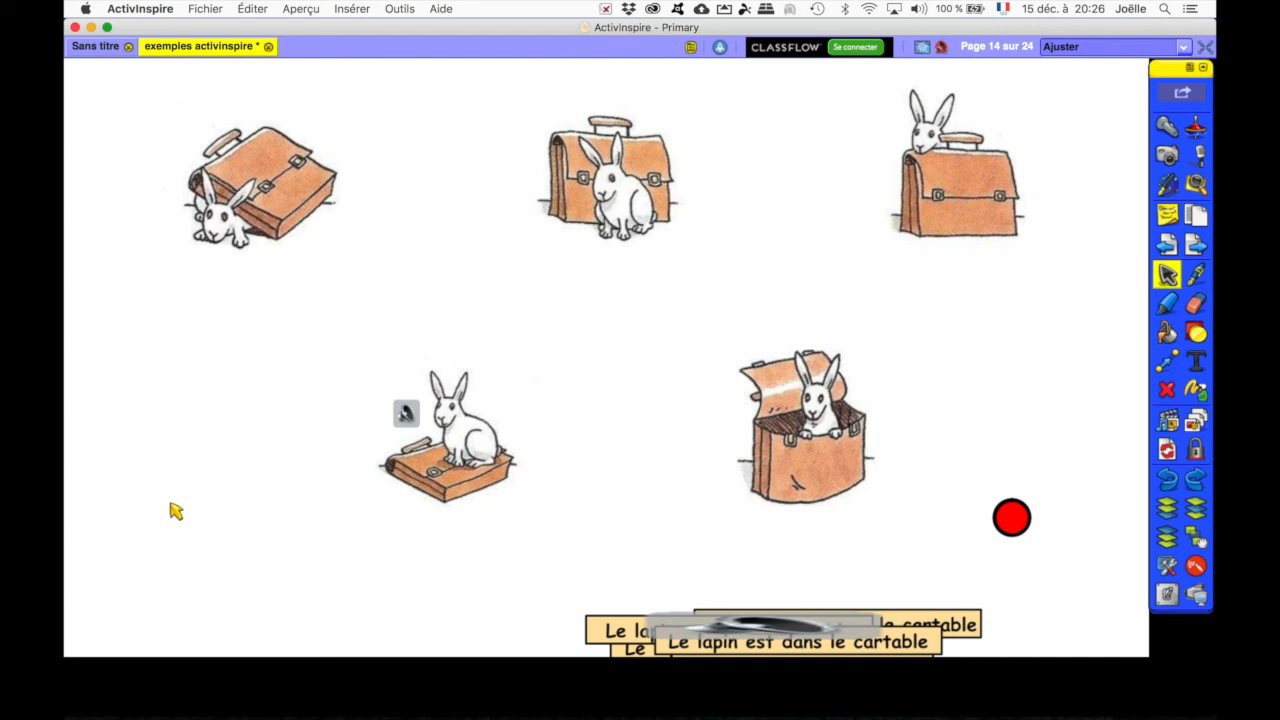 ActivInspire Fichier Éditer Aperçu Insérer Outils Aide 100 % 15 déc. à 20:26 Joëlle
ActivInspire - Primary
Sans titre exemples activinspire * CLASSFLOW Se connecter Page 14 sur 24 Ajuster
le cartable
Le
Le lapin est dans le cartable
Le